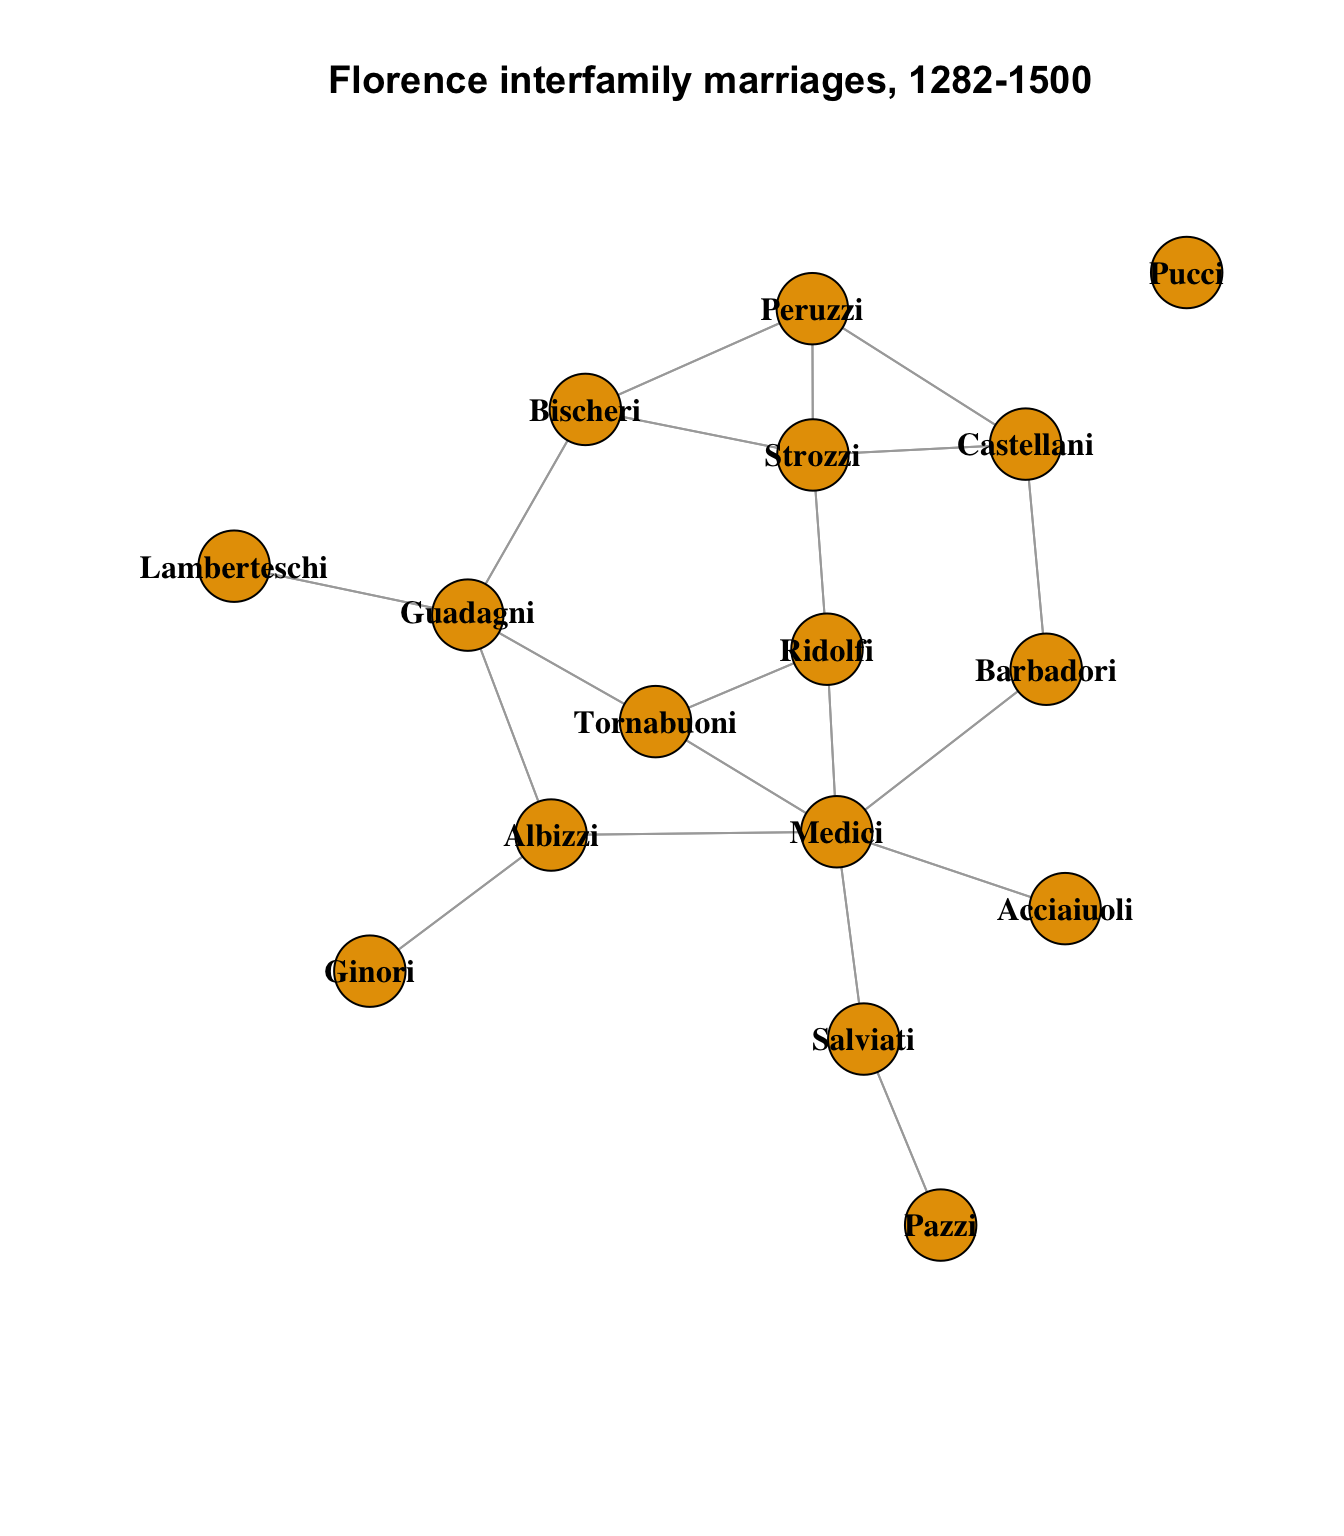 Florence interfamily marriages, 1282-1500
Pucci
Peruzzi
Bischeri
Castellani
Strozzi
Lamberteschi
Guadagni
Ridolfi
Barbadori
Tornabuoni
Medici
Albizzi
Acciaiuoli
Ginori
Salviati
Pazzi